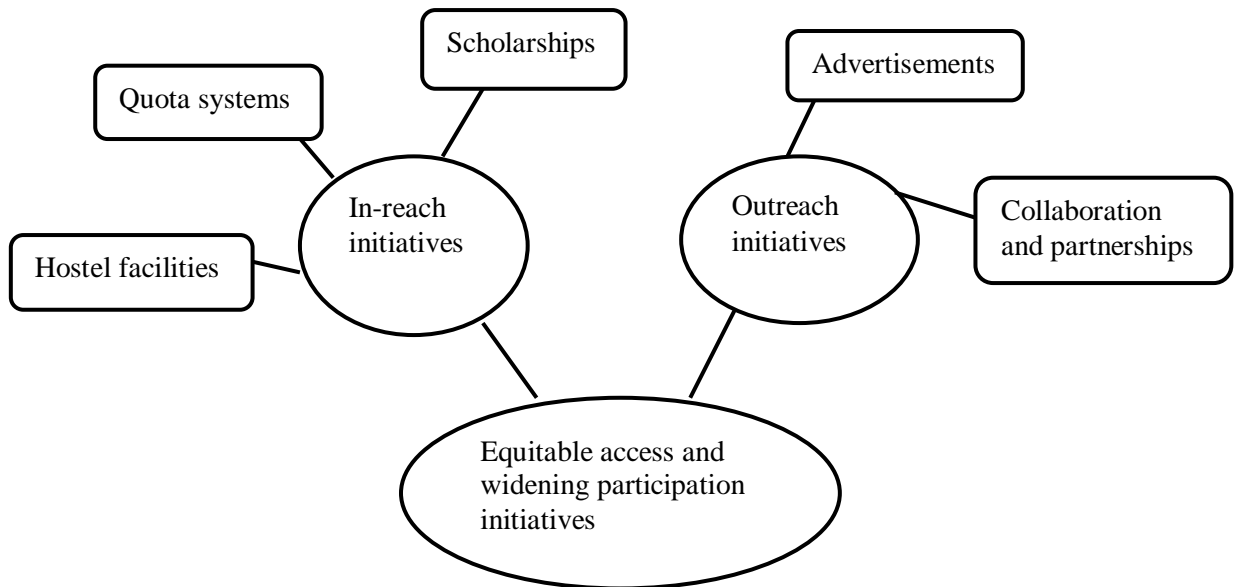 Scholarships
Advertisements
Quota systems
In-reach
initiatives
Outreach
initiatives
Collaboration
and partnerships
Hostel facilities
Equitable access and
widening participation
initiatives